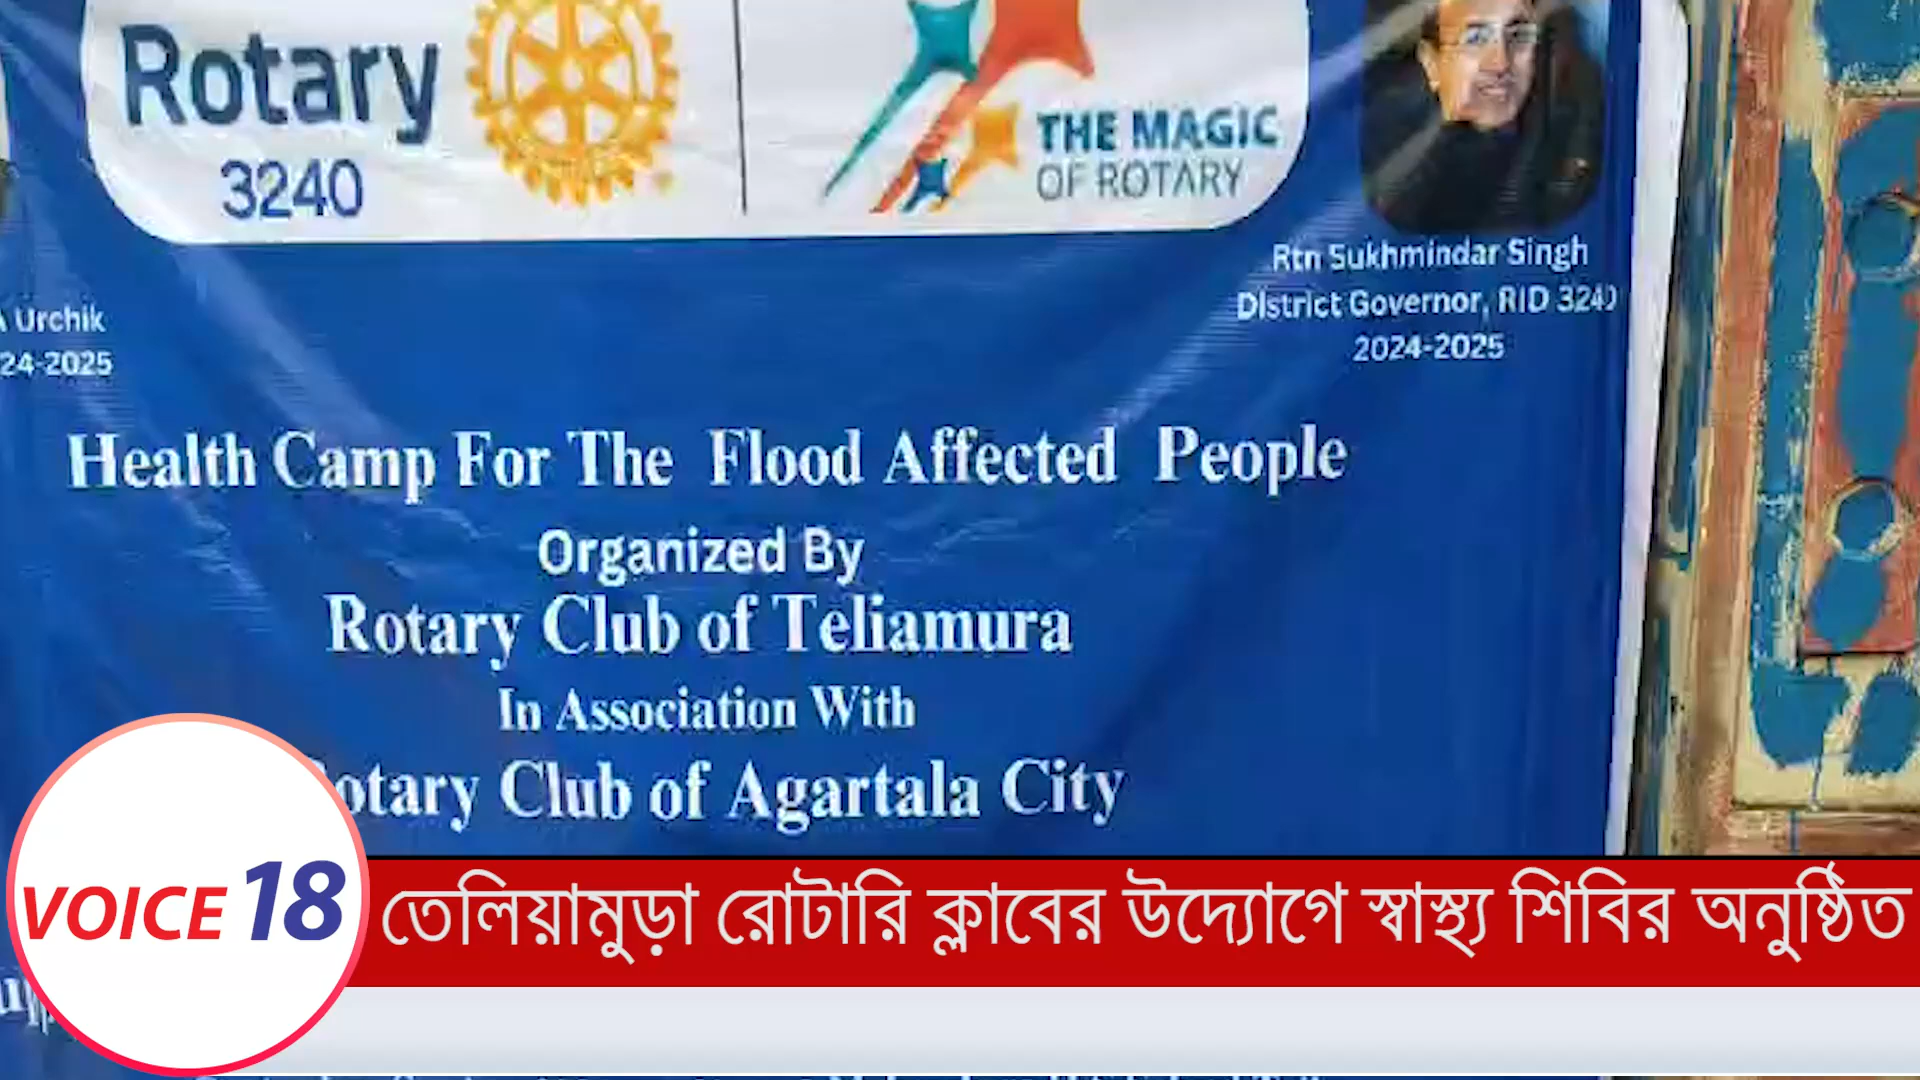 Rotary
3240
THE MAGIC
OF ROTARY
Rtn Sukhmindar Singh
District Governor, RID 3240
2024-2025
Urchik
24-2025
Health Camp For The Flood Affected People
Organized By
Rotary Club of Teliamura
In Association With
Rotary Club of Agartala City
VOICE 18
তেলিয়ামুড়া রোটারি ক্লাবের উদ্যোগে স্বাস্থ্য শিবির অনুষ্ঠিত